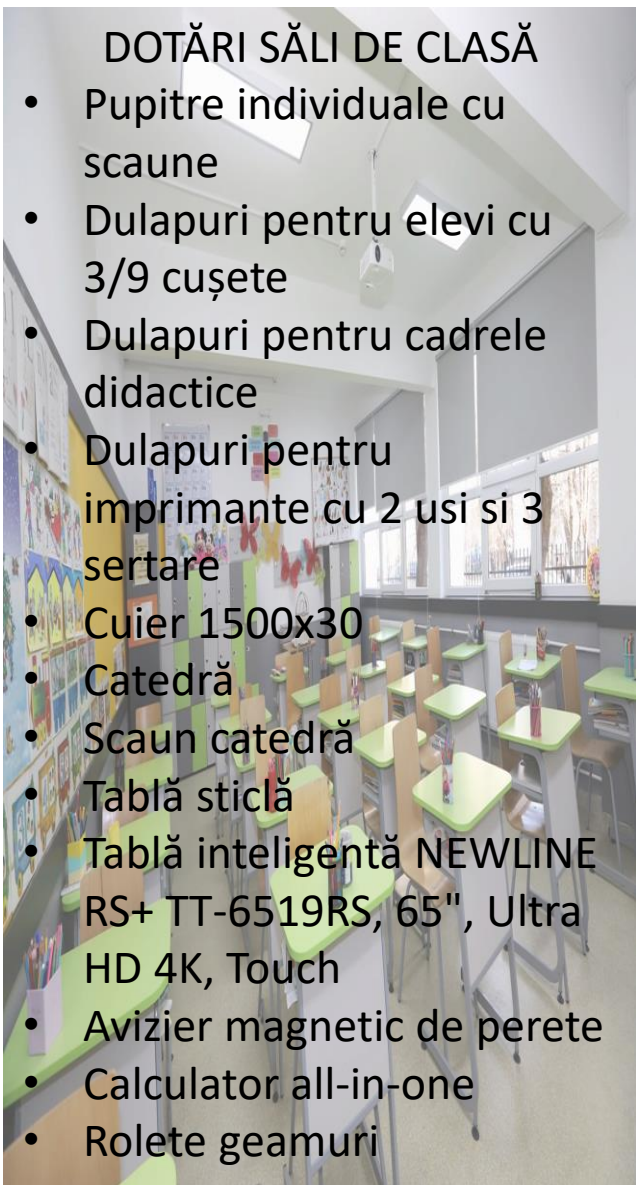 DOTĂRI SĂLI DE CLASĂ
• Pupitre individuale cu
scaune
• Dulapuri pentru elevi cu
3/9 cușete
• Dulapuri pentru cadrele
didactice
• Dulapuri pentru
imprimante cu 2 usi si 3
sertare
• Cuier 1500x30
• Catedră
• Scaun catedră
• Tablă sticlă
• Tablă inteligentă NEWLINE
RS+ TT-6519RS, 65", Ultra
HD 4K, Touch
• Avizier magnetic de perete
• Calculator all-in-one
• Rolete geamuri